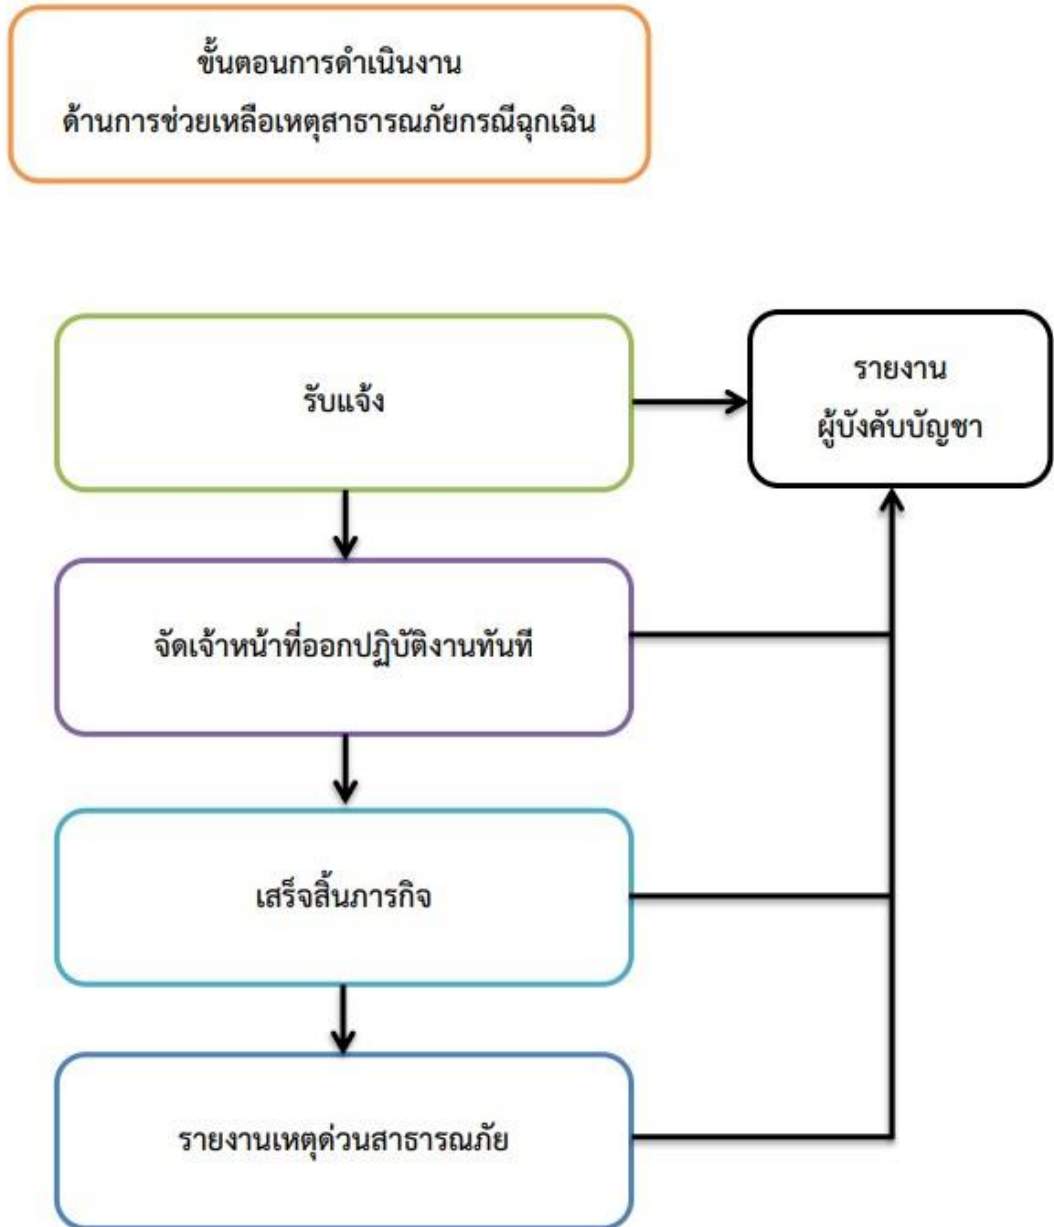 ขั้นตอนการดำเนินงาน
ด้านการช่วยเหลือเหตุสาธารณภัยกรณีฉุกเฉิน
รับแจ้ง
รายงาน
ผู้บังคับบัญชา
จัดเจ้าหน้าที่ออกปฏิบัติงานทันที
เสร็จสิ้นภารกิจ
รายงานเหตุด่วนสาธารณภัย